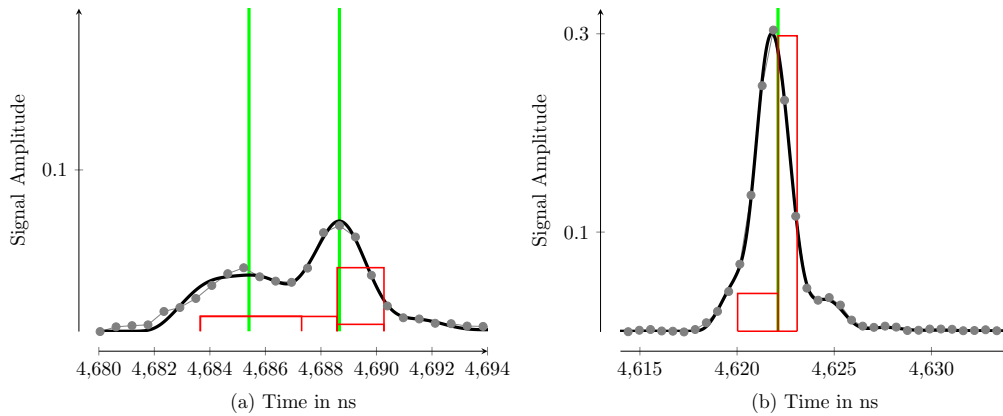 0.1
Signal Amplitude
4,680 4,682 4,684 4,686 4,688 4,690 4,692 4,694
(a) Time in ns
0.3
0.1
Signal Amplitude
4,615 4,620 4,625 4,630
(b) Time in ns